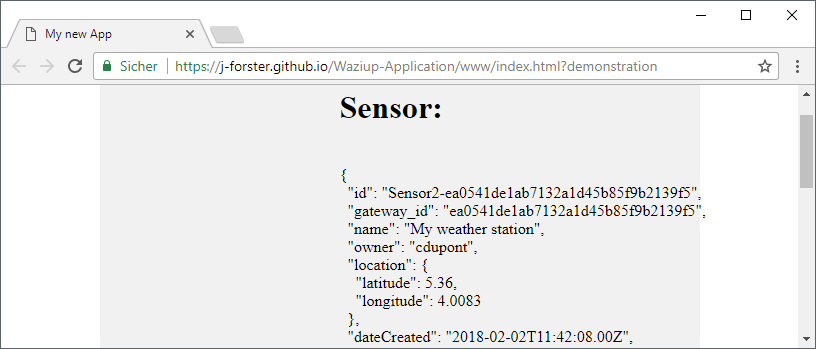 My new App
Sicher https://j-forster.github.io/Waziup-Application/www/index.html?demonstration
Sensor:
{
"id": "Sensor2-ea0541de1ab7132a1d45b85f9b2139f5",
"gateway_id": "ea0541de1ab7132a1d45b85f9b2139f5",
"name": "My weather station",
"owner": "cdupont",
"location": {
"latitude": 5.36,
"longitude": 4.0083
},
"dateCreated": "2018-02-02T11:42:08.00Z",